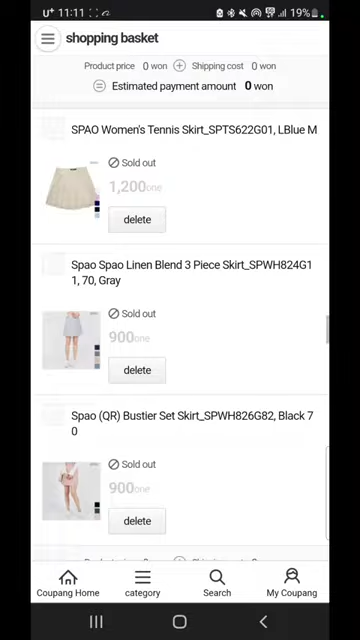 U+ 11:11 19%
shopping basket
Product price 0 won + Shipping cost 0 won
= Estimated payment amount 0 won
SPAO Women's Tennis Skirt_SPTS622G01, LBlue M
Sold out
1,200one
delete
Spao Spao Linen Blend 3 Piece Skirt_SPWH824G1
1, 70, Gray
Sold out
900one
delete
Spao (QR) Bustier Set Skirt_SPWH826G82, Black 7
0
Sold out
900one
delete
Coupang Home category Search My Coupang